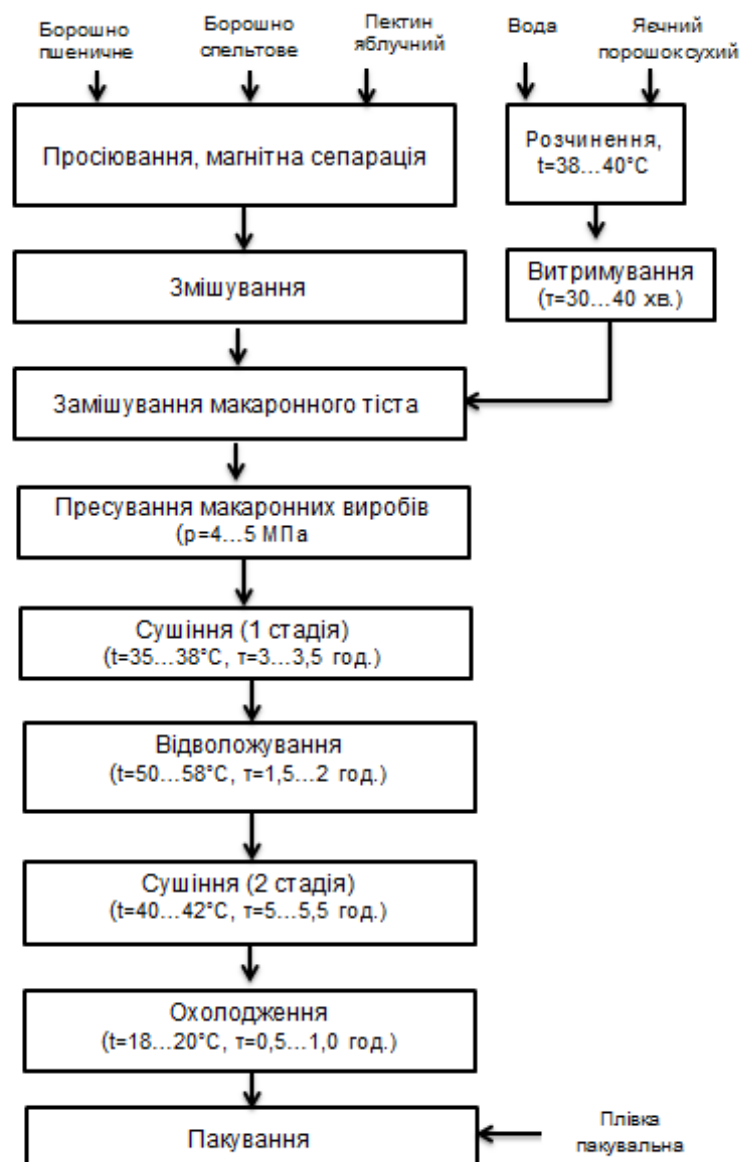 Борошно
пшеничне
Борошно
спельтове
Пектин
яблучний
Вода
Яєчний
порошок сухий
Просіювання, магнітна сепарація
Розчинення,
t=38...40°C
Змішування
Витримування
(τ=30...40 хв.)
Замішування макаронного тіста
Пресування макаронних виробів
(р=4...5 МПа
Сушіння (1 стадія)
(t=35...38°C, τ=3...3,5 год.)
Відволожування
(t=50...58°C, τ=1,5...2 год.)
Сушіння (2 стадія)
(t=40...42°C, τ=5...5,5 год.)
Охолодження
(t=18...20°C, τ=0,5...1,0 год.)
Пакування
Плівка
пакувальна